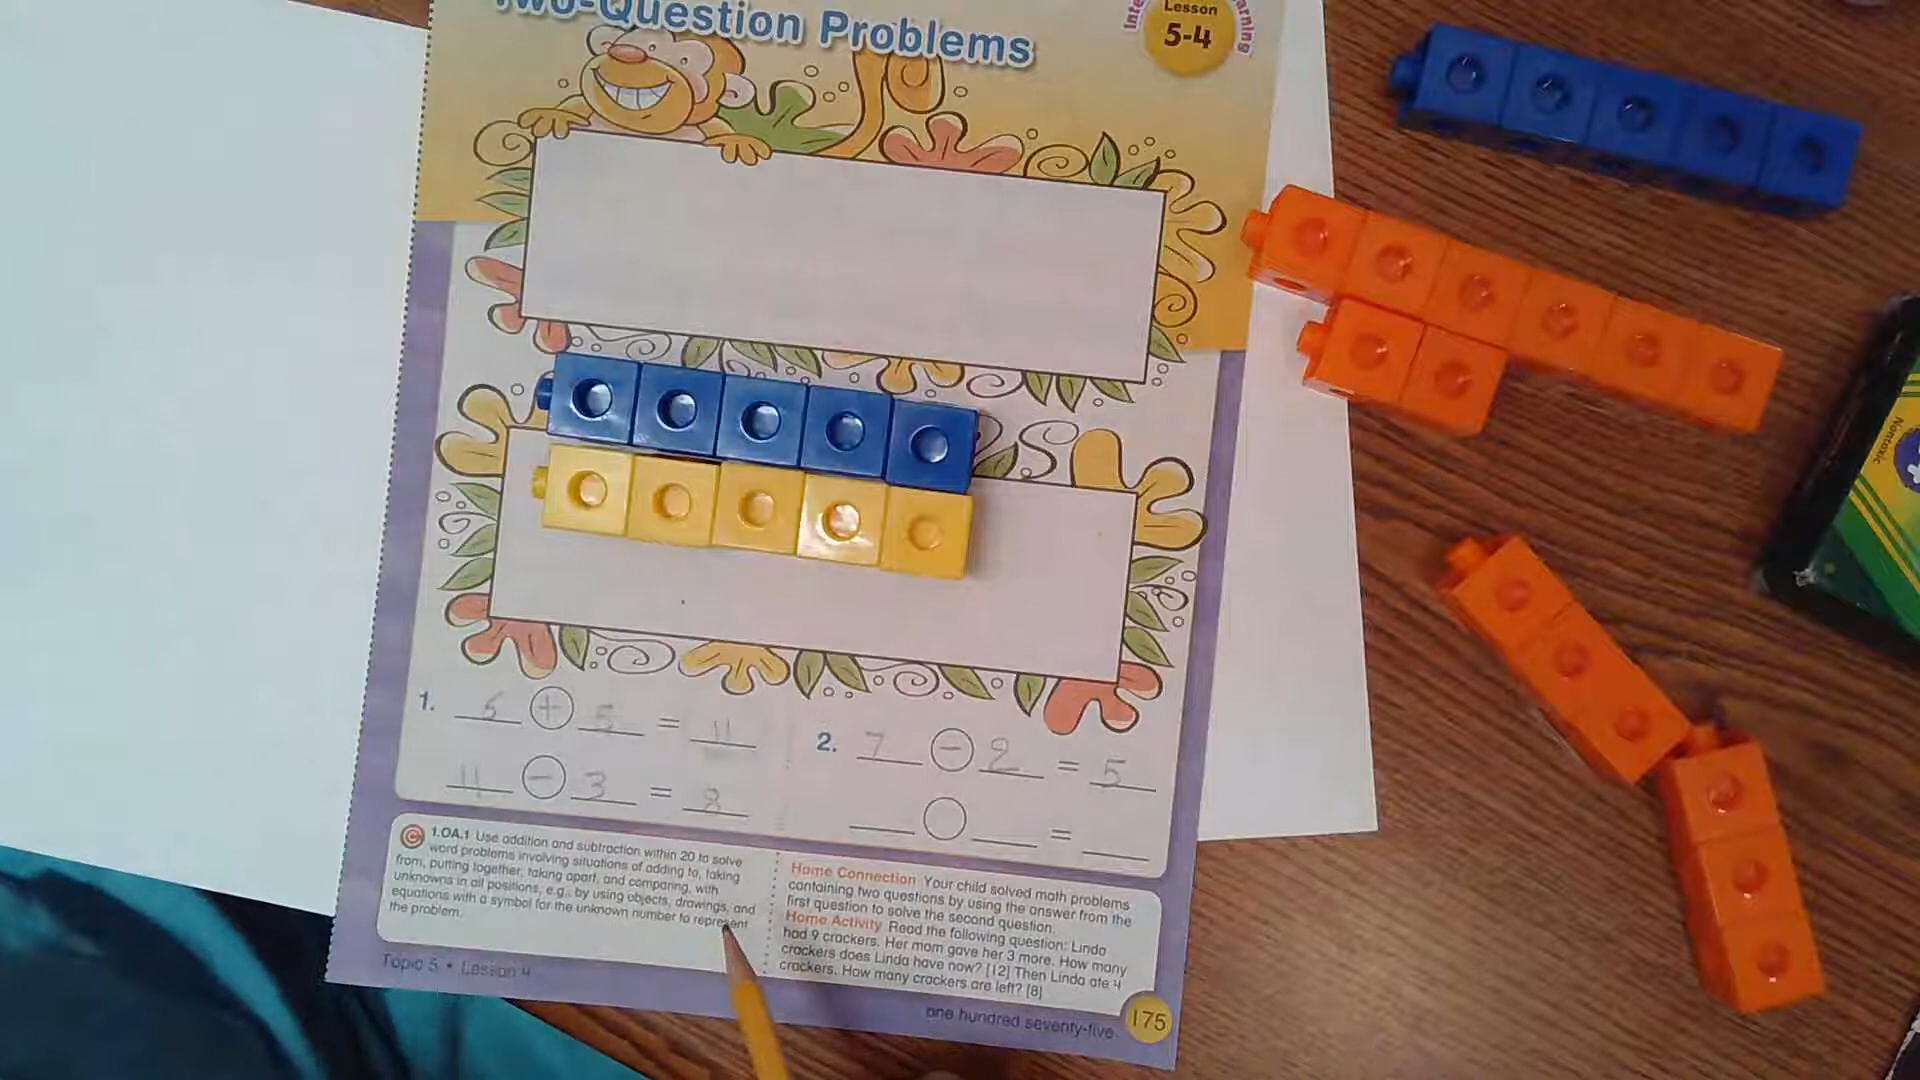 Two-Question Problems
Lesson
5-4
1. 5 + 5 = 11
11 - 3 = 8
2. 7 - 2 = 5
___ ◯ ___ = ___
1.OA.1 Use addition and subtraction within 20 to solve
word problems involving situations of adding to, taking
from, putting together, taking apart, and comparing, with
unknowns in all positions, e.g., by using objects, drawings, and
equations with a symbol for the unknown number to represent
the problem.
Home Connection Your child solved math problems
containing two questions by using the answer from the
first question to solve the second question.
Home Activity Read the following question: Linda
had 9 crackers. Her mom gave her 3 more. How many
crackers does Linda have now? [12] Then Linda ate 4
crackers. How many crackers are left? [8]
Topic 5 • Lesson 4
one hundred seventy-five 175
Nontoxic